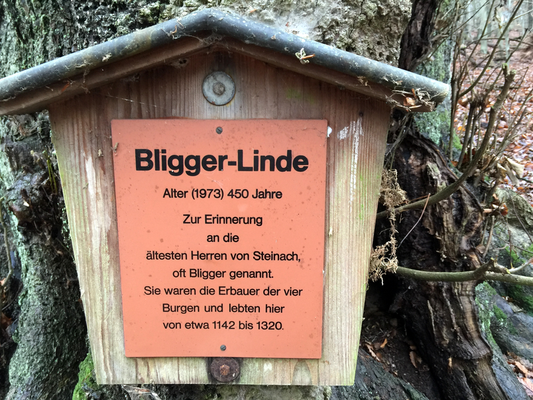 Bligger-Linde
Alter (1973) 450 Jahre
Zur Erinnerung
an die
ältesten Herren von Steinach,
oft Bligger genannt.
Sie waren die Erbauer der vier
Burgen und lebten hier
von etwa 1142 bis 1320.